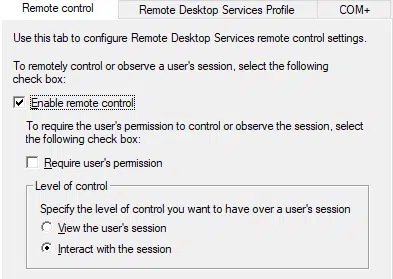 Remote control
Remote Desktop Services Profile
COM+
Use this tab to configure Remote Desktop Services remote control settings.
To remotely control or observe a user's session, select the following
check box:
Enable remote control
To require the user's permission to control or observe the session, select
the following check box:
Require user's permission
Level of control
Specify the level of control you want to have over a user's session
View the user's session
Interact with the session